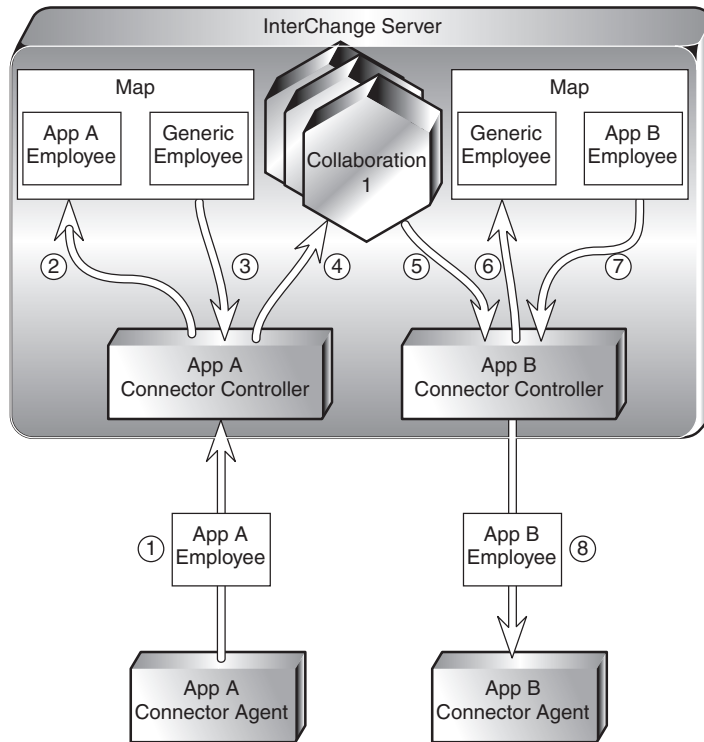 InterChange Server
Map
App A
Employee
Generic
Employee
Collaboration
1
Map
Generic
Employee
App B
Employee
2
3
4
5
6
7
App A
Connector Controller
App B
Connector Controller
1
App A
Employee
App B
Employee
8
App A
Connector Agent
App B
Connector Agent